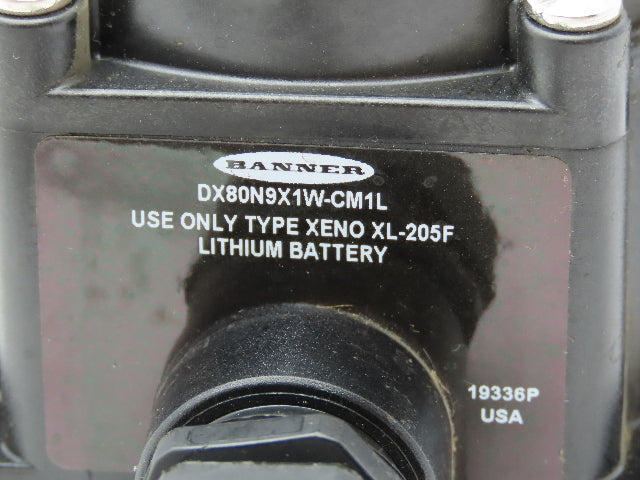 BANNER
DX80N9X1W-CM1L
USE ONLY TYPE XENO XL-205F
LITHIUM BATTERY
19336P
USA